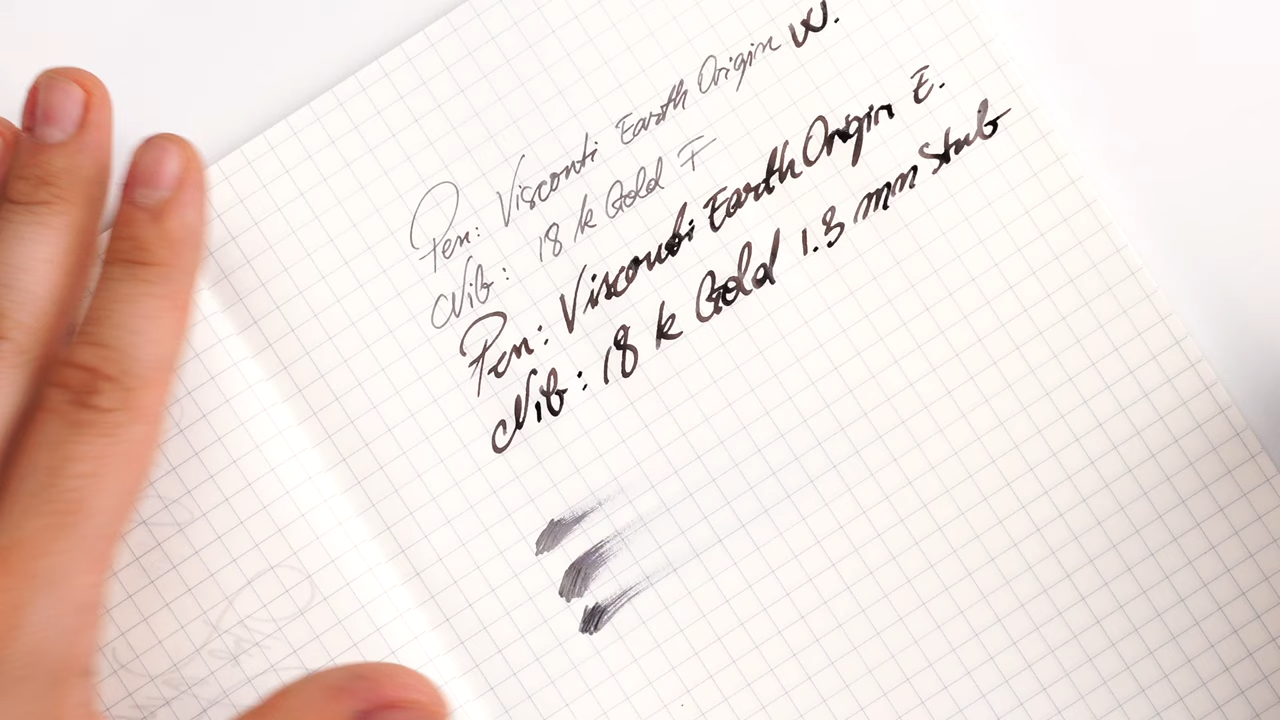 Pen: Visconti Earth Origin W.
Nib: 18 k Gold F
Pen: Visconti Earth Origin E.
Nib: 18 k Gold 1.3 mm Stub